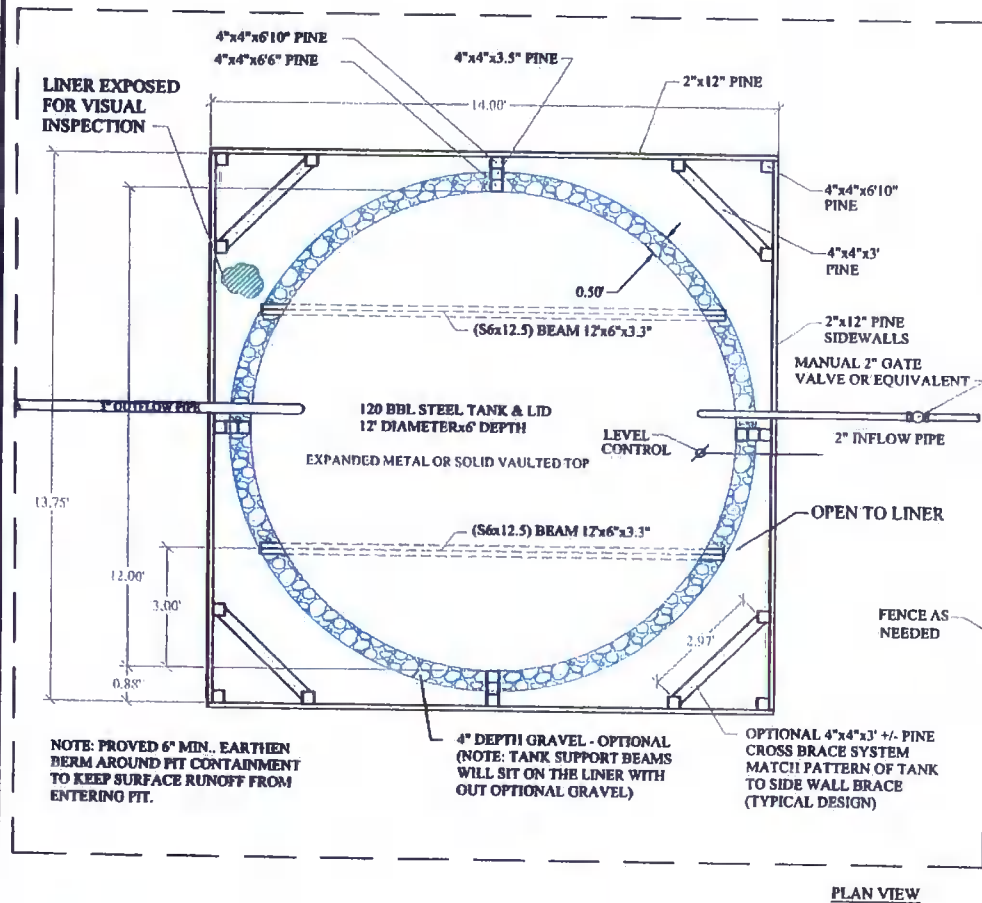 4"x4"x6'10" PINE
4"x4"x6'6" PINE
4"x4"x3.5" PINE
2"x12" PINE
LINER EXPOSED
FOR VISUAL
INSPECTION
14.00'
4"x4"x6'10"
PINE
4"x4"x3'
PINE
0.50'
(S6x12.5) BEAM 12'x6"x3.3"
2"x12" PINE
SIDEWALLS
MANUAL 2" GATE
VALVE OR EQUIVALENT
OUTFLOW PIPE
120 BBL STEEL TANK & LID
12' DIAMETERx6' DEPTH
LEVEL
CONTROL
2" INFLOW PIPE
EXPANDED METAL OR SOLID VAULTED TOP
13.75'
OPEN TO LINER
(S6x12.5) BEAM 12'x6"x3.3"
12.00'
3.00'
2.97'
FENCE AS
NEEDED
0.88'
NOTE: PROVED 6" MIN., EARTHEN
BERM AROUND PIT CONTAINMENT
TO KEEP SURFACE RUNOFF FROM
ENTERING PIT.
4" DEPTH GRAVEL - OPTIONAL
(NOTE: TANK SUPPORT BEAMS
WILL SIT ON THE LINER WITH
OUT OPTIONAL GRAVEL)
OPTIONAL 4"x4"x3' +/- PINE
CROSS BRACE SYSTEM
MATCH PATTERN OF TANK
TO SIDE WALL BRACE
(TYPICAL DESIGN)
PLAN VIEW